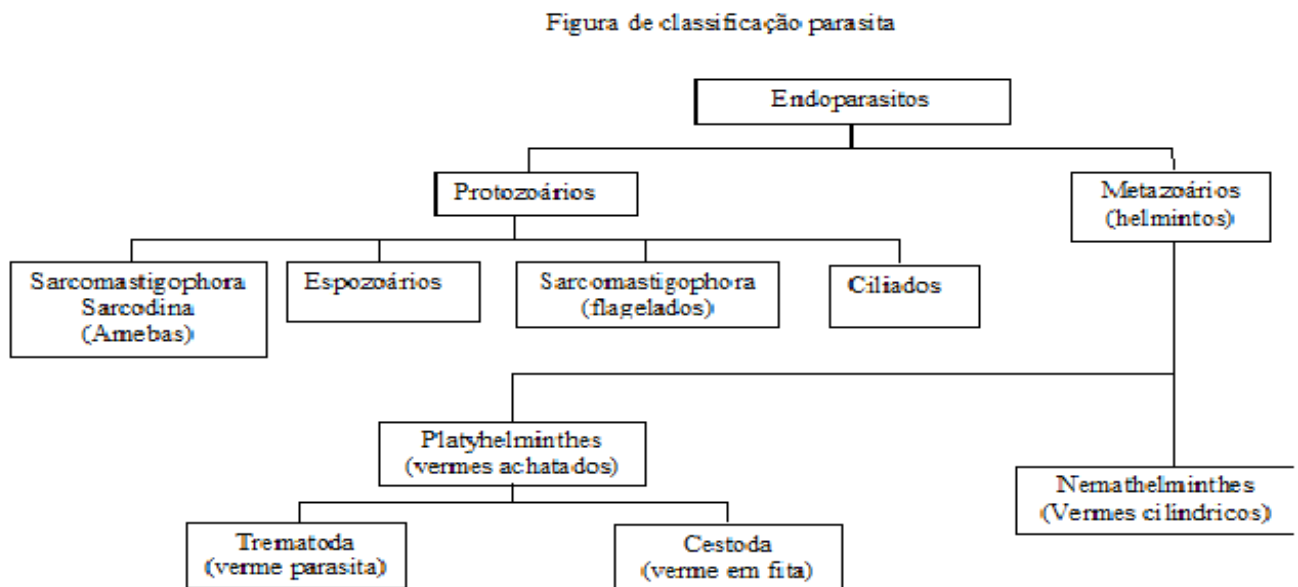 Figura de classificação parasita
Endoparasitos
Protozoários
Metazoários
(helmintos)
Sarcomastigophora
Sarcodina
(Amebas)
Espozoários
Sarcomastigophora
(flagelados)
Ciliados
Platyhelminthes
(vermes achatados)
Nemathelminthes
(Vermes cilindricos)
Trematoda
(verme parasita)
Cestoda
(verme em fita)